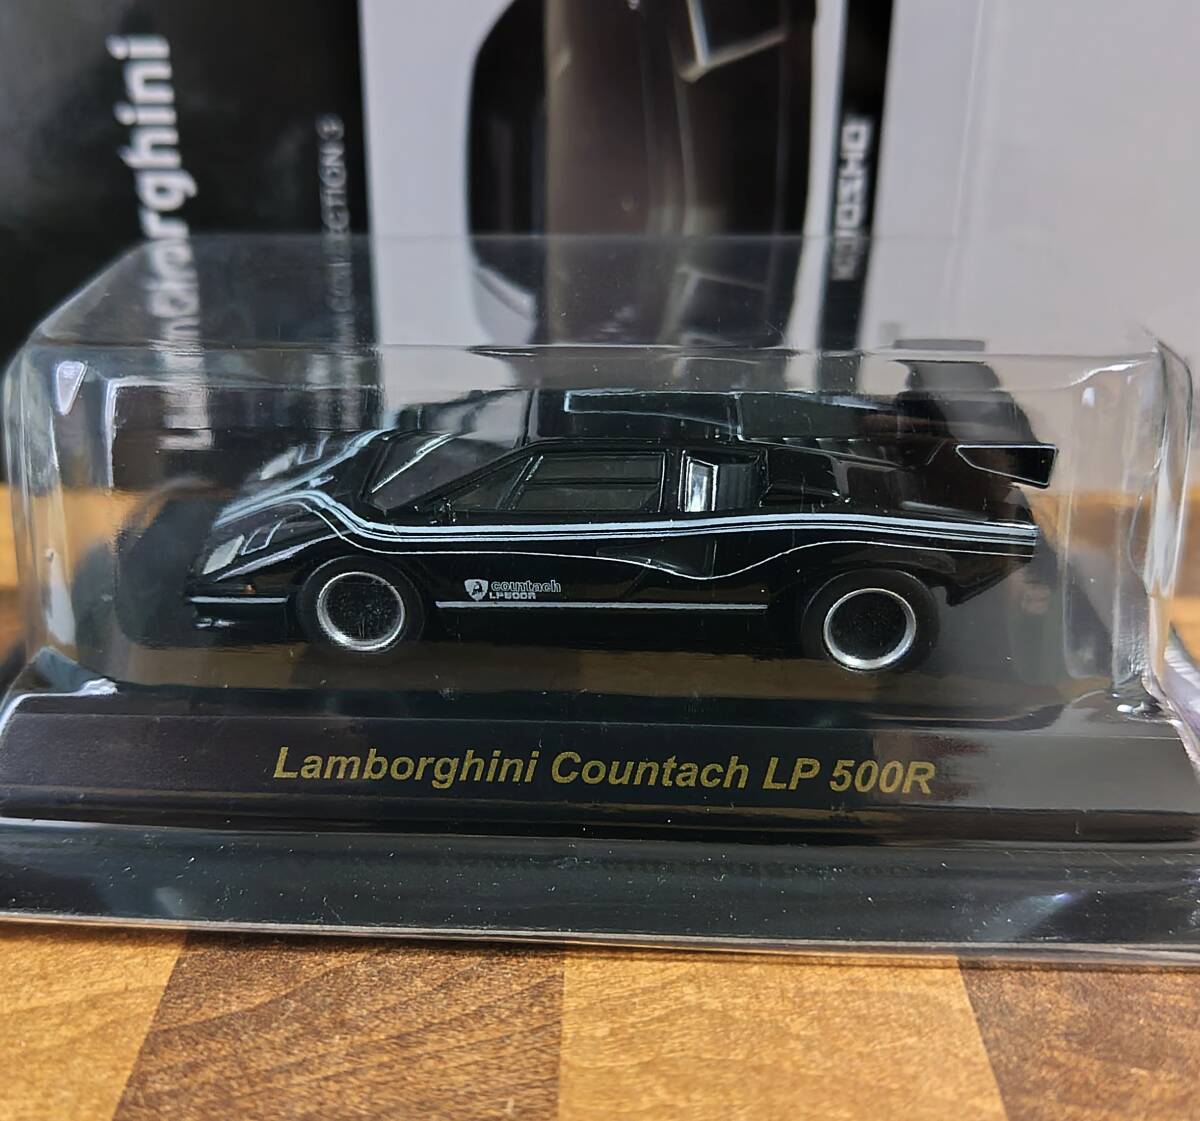 Lamborghini
COLLECTION 3
KYOSHO
countach
LP500R
Lamborghini Countach LP 500R